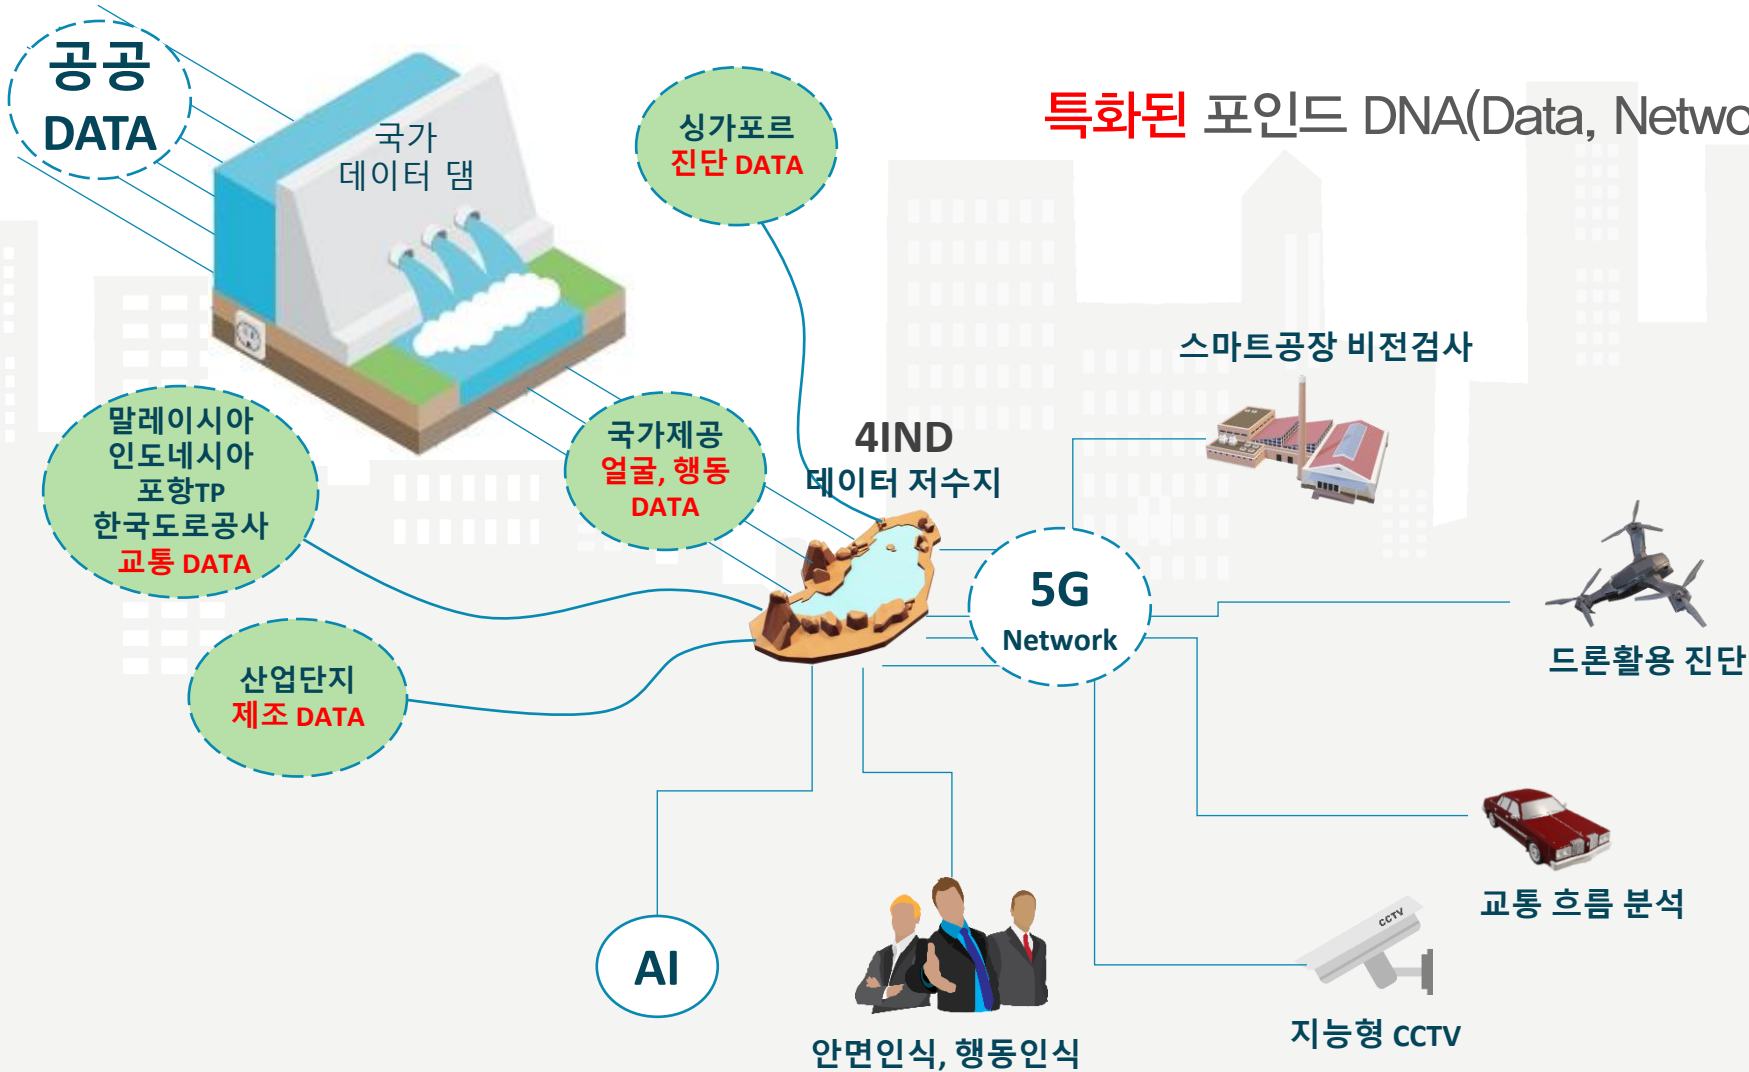 공공
DATA
국가
데이터 댐
싱가포르
진단 DATA
특화된 포인드 DNA(Data, Netwo
스마트공장 비전검사
말레이시아
인도네시아
포항TP
한국도로공사
교통 DATA
국가제공
얼굴, 행동
DATA
4IND
데이터 저수지
5G
Network
드론활용 진단
산업단지
제조 DATA
교통 흐름 분석
AI
CCTV
지능형 CCTV
안면인식, 행동인식